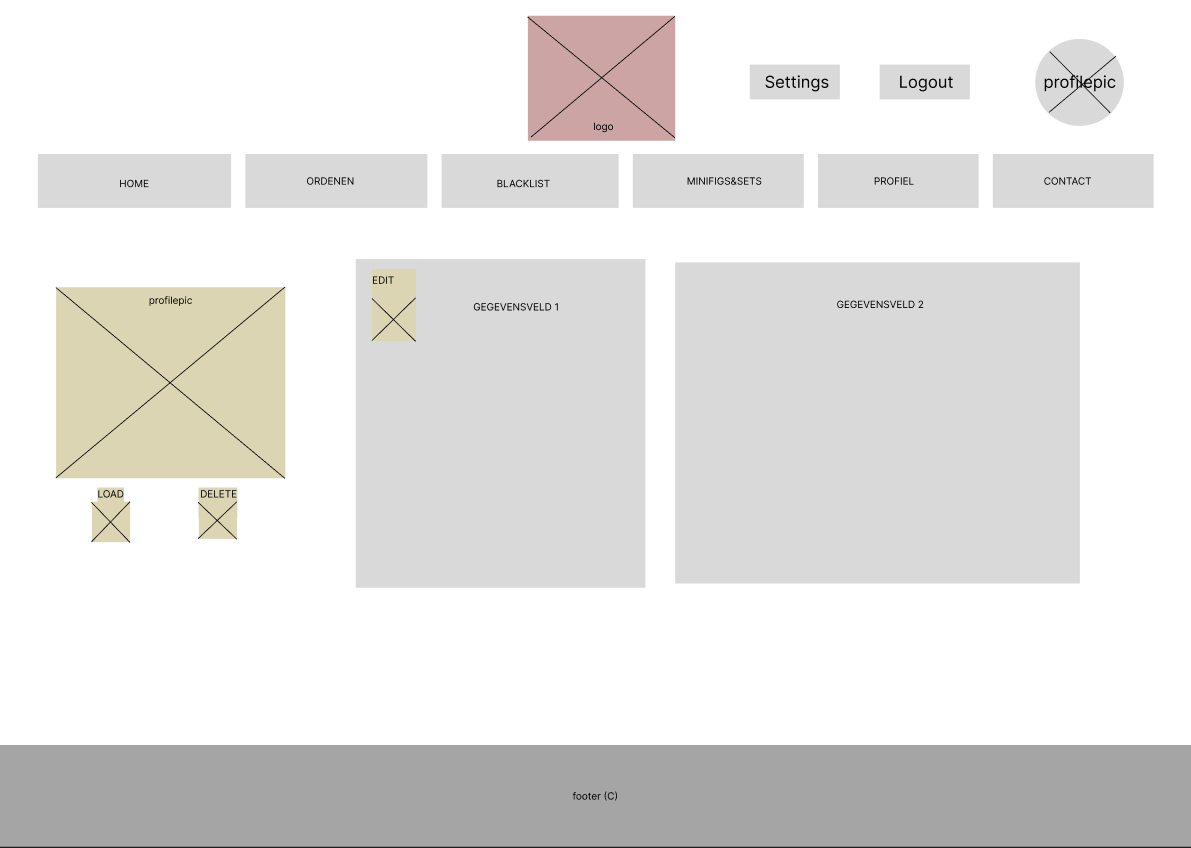 logo
Settings
Logout
profilepic
HOME
ORDENEN
BLACKLIST
MINIFIGS&SETS
PROFIEL
CONTACT
profilepic
LOAD
DELETE
EDIT
GEGEVENSVELD 1
GEGEVENSVELD 2
footer (C)